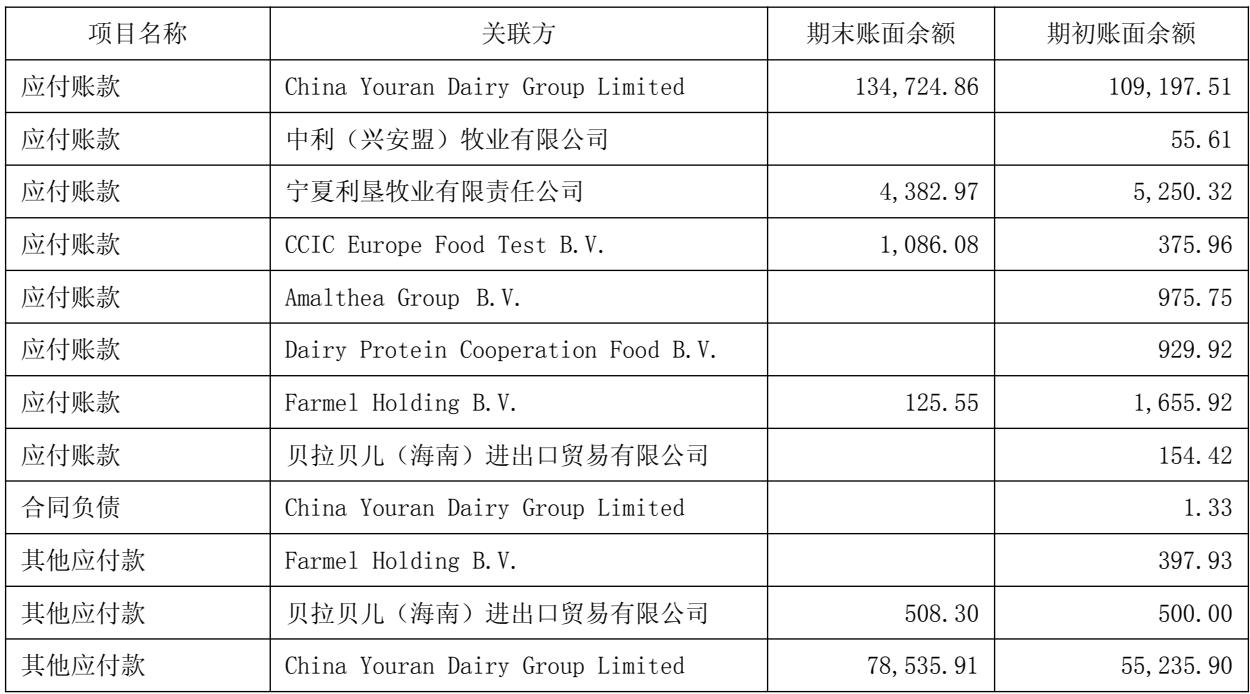 项目名称 关联方 期末账面余额 期初账面余额
应付账款 China Youran Dairy Group Limited 134,724.86 109,197.51
应付账款 中利（兴安盟）牧业有限公司 55.61
应付账款 宁夏利垦牧业有限责任公司 4,382.97 5,250.32
应付账款 CCIC Europe Food Test B.V. 1,086.08 375.96
应付账款 Amalthea Group B.V. 975.75
应付账款 Dairy Protein Cooperation Food B.V. 929.92
应付账款 Farmel Holding B.V. 125.55 1,655.92
应付账款 贝拉贝儿（海南）进出口贸易有限公司 154.42
合同负债 China Youran Dairy Group Limited 1.33
其他应付款 Farmel Holding B.V. 397.93
其他应付款 贝拉贝儿（海南）进出口贸易有限公司 508.30 500.00
其他应付款 China Youran Dairy Group Limited 78,535.91 55,235.90